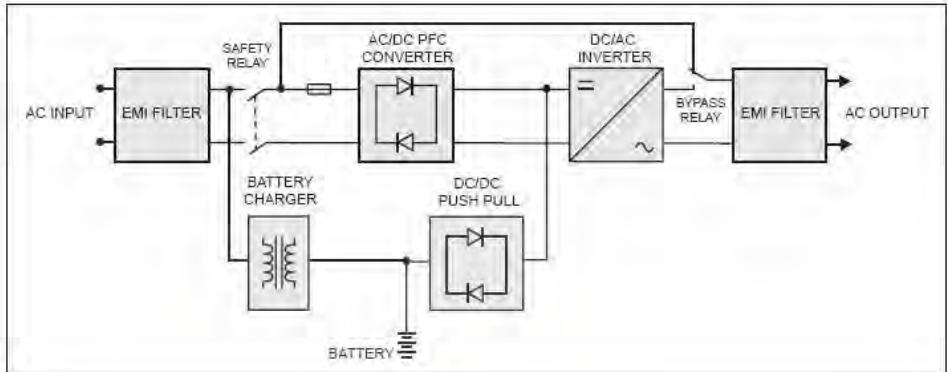 SAFETY
RELAY
AC/DC PFC
CONVERTER
DC/AC
INVERTER
AC INPUT
EMI FILTER
BYPASS
RELAY
EMI FILTER
AC OUTPUT
BATTERY
CHARGER
DC/DC
PUSH PULL
BATTERY